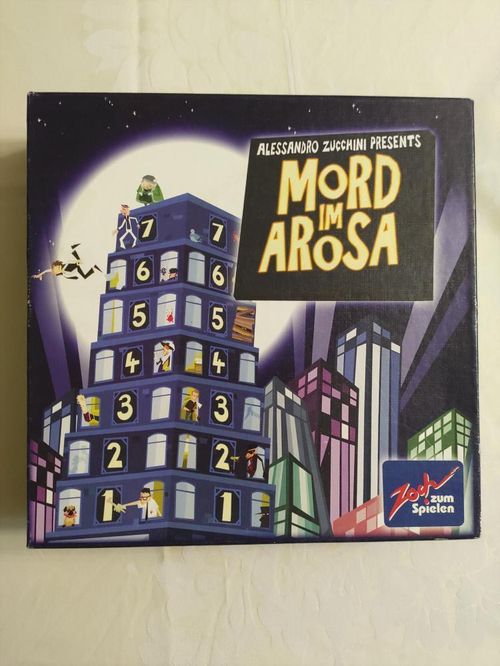 ALESSANDRO ZUCCHINI PRESENTS
MORD
IM
AROSA
7 7
6 6
5 5
4 4
3 3
2 2
1 1
Zoch
zum
Spielen